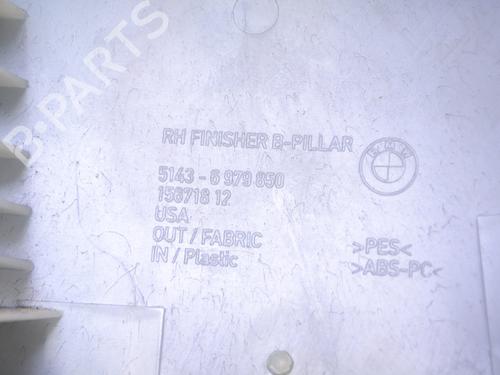 B-PARTS
B-PARTS
RH FINISHER B-PILLAR
BMW
5143 - 6 979 850
158718 12
USA
OUT / FABRIC
IN / Plastic
>PES<
>ABS-PC<